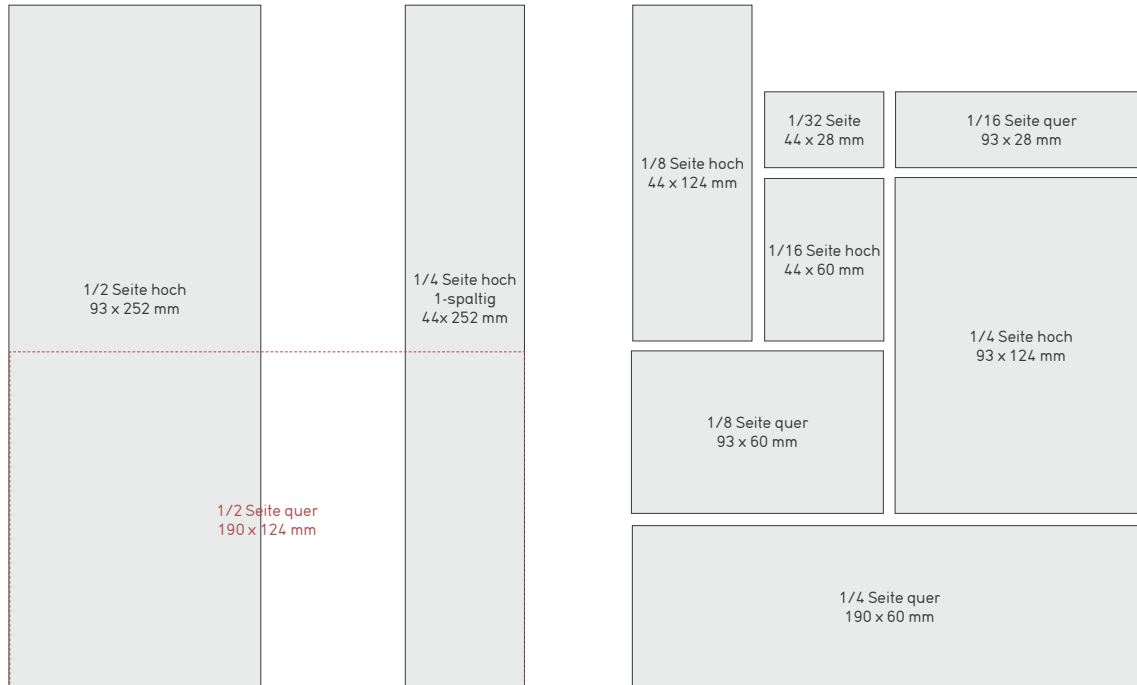 1/2 Seite hoch
93 x 252 mm
1/4 Seite hoch
1-spaltig
44x 252 mm
1/2 Seite quer
190 x 124 mm
1/8 Seite hoch
44 x 124 mm
1/32 Seite
44 x 28 mm
1/16 Seite quer
93 x 28 mm
1/16 Seite hoch
44 x 60 mm
1/4 Seite hoch
93 x 124 mm
1/8 Seite quer
93 x 60 mm
1/4 Seite quer
190 x 60 mm